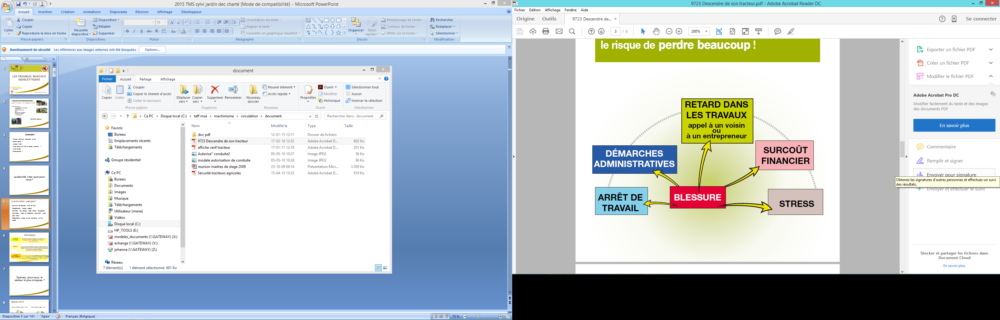 2015 TMS sylvi jardin dec charté [Mode de compatibilité] - Microsoft PowerPoint
Accueil
Insertion
Création
Animations
Diaporama
Révision
Affichage
Développeur
Coller
Couper
Copier
Reproduire la mise en forme
Presse-papiers
Nouvelle
diapositive
Disposition
Rétablir
Supprimer
Diapositives
18
G I S abc S AV Aa A
Police
Orientation du texte
Aligner le texte
Convertir en graphique SmartArt
Paragraphe
Organiser
Styles
rapides
Remplissage de forme
Contour de forme
Effets sur la forme
Dessin
Rechercher
Remplacer
Sélectionner
Modification
Avertissement de sécurité Les références aux images externes ont été bloquées Options...
1
LES TROUBLES MUSCULO
SQUELETTIQUES
2
3
Sommaire
4
La sécurité c'est quoi pour
vous ?
5
La prévention : pourquoi ?
6
Définitions
7
Quel est, pour vous, le
secteur le plus à risques ?
8
Salariés 2014
Diapositive 5 sur 141
"Apex"
Français (Belgique)
70 %
document
Fichier
Accueil
Partage
Affichage
Copier
Coller
Couper
Copier le chemin d'accès
Coller le raccourci
Presse-papiers
Déplacer
vers
Copier
vers
Supprimer
Renommer
Organiser
Nouveau
dossier
Nouvel élément
Accès rapide
Nouveau
Propriétés
Ouvrir
Modifier
Historique
Ouvrir
Sélectionner tout
Aucun
Inverser la sélection
Sélectionner
Ce PC
Disque local (C:)
taff msa
machinisme
circulation
document
Rechercher dans : document
Favoris
Bureau
Emplacements récents
Téléchargements
Groupe résidentiel
Ce PC
Bureau
Documents
Images
Musique
Téléchargements
Utilisateur (marie)
Vidéos
Disque local (C:)
HP_TOOLS (E:)
modeles_documents (\\GATEWAY) (X:)
echange (\\GATEWAY) (Y:)
johanna (\\GATEWAY) (Z:)
Réseau
Nom Modifié le Type Taille
doc pdf 12-01-15 12:11 Dossier de fichiers
9723 Descendre de son tracteur 17-02-16 12:52 Adobe Acrobat D... 602 Ko
affiche verif tracteur 17-01-11 12:18 Adobe Acrobat D... 201 Ko
Autorisa° conduite2 05-05-10 10:37 Image JPEG 56 Ko
modele autorisation de conduite 05-05-10 10:38 Image JPEG 96 Ko
reunion maitres de stage 2009 23-10-09 09:14 Présentation Micr... 3.509 Ko
Sécurité tracteurs agricoles 15-04-15 15:23 Adobe Acrobat D... 918 Ko
7 élément(s) 1 élément sélectionné 601 Ko
9723 Descendre de son tracteur.pdf - Adobe Acrobat Reader DC
Fichier Edition Affichage Fenêtre Aide
Origine
Outils
9723 Descendre de...
Se connecter
3 / 6
200%
le risque de perdre beaucoup !
RETARD DANS
LES TRAVAUX
appel à un voisin
ou
à un entrepreneur
DÉMARCHES
ADMINISTRATIVES
SURCOÛT
FINANCIER
ARRÊT DE
TRAVAIL
BLESSURE
STRESS
Exporter un fichier PDF
Créer un fichier PDF
Modifier le fichier PDF
Adobe Acrobat Pro DC
Modifier facilement du texte et des images
des documents PDF
En savoir plus
Commentaire
Remplir et signer
Envoyer pour signature
Obtenez les signatures d'autres personnes et effectuez un suivi
des résultats.
Envoyer et effectuer le suivi
Stocker et partager les fichiers dans
Document Cloud
En savoir plus